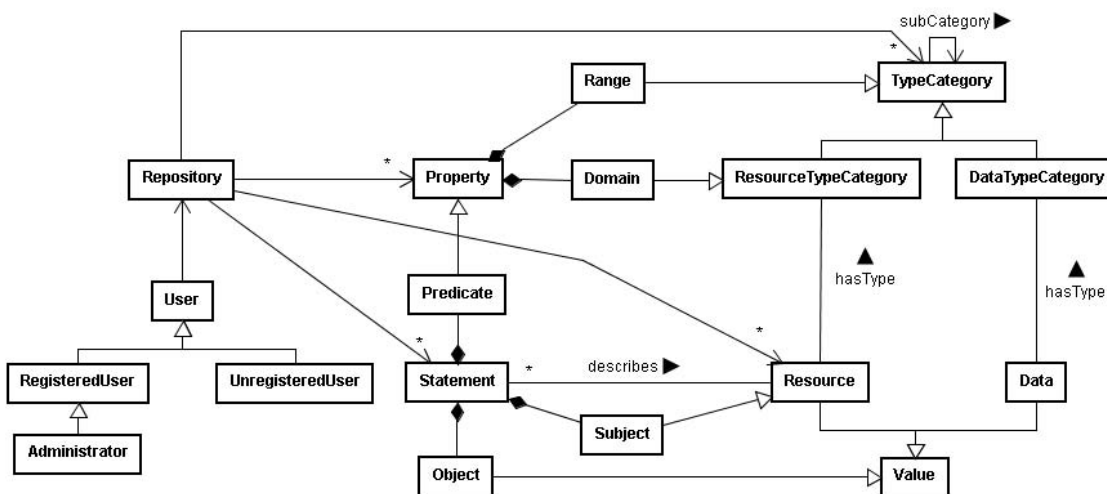 subCategory ▶
*
TypeCategory
Range
*
Repository
Property
Domain
ResourceTypeCategory
DataTypeCategory
▲
hasType
▲
hasType
User
Predicate
*
*
RegisteredUser
UnregisteredUser
Statement
*
describes ▶
Resource
Data
Subject
Administrator
Object
Value